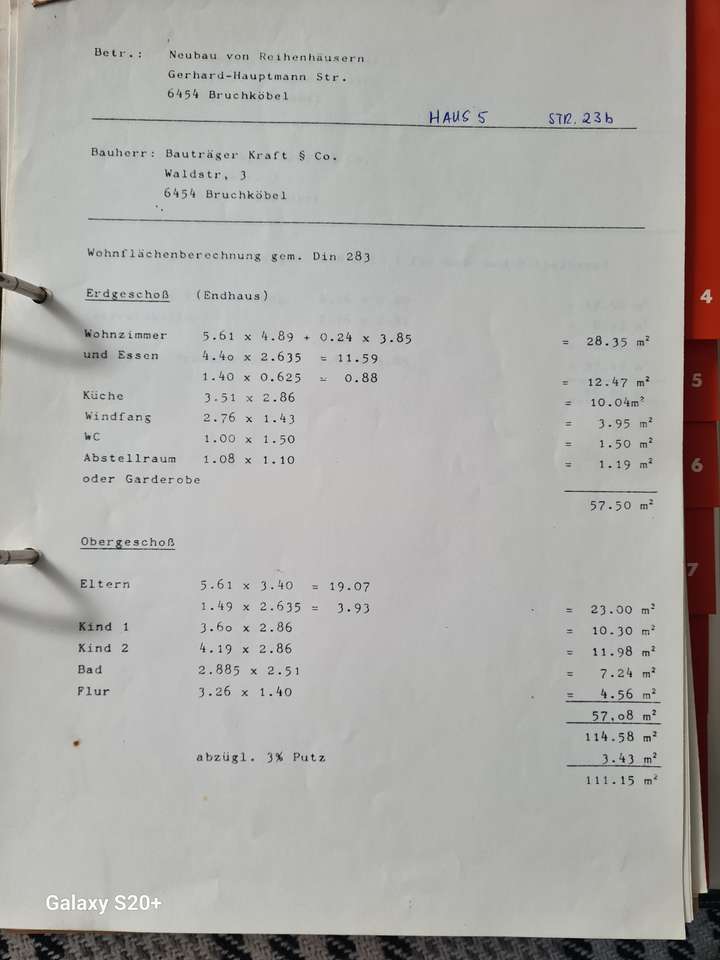 Betr.: Neubau von Reihenhäusern
Gerhard-Hauptmann Str.
6454 Bruchköbel
HAUS 5 STR. 23b
Bauherr: Bauträger Kraft § Co.
Waldstr, 3
6454 Bruchköbel
Wohnflächenberechnung gem. Din 283
Erdgeschoß (Endhaus)
Wohnzimmer 5.61 x 4.89 + 0.24 x 3.85 = 28.35 m²
und Essen 4.40 x 2.635 = 11.59
1.40 x 0.625 = 0.88 = 12.47 m²
Küche 3.51 x 2.86 = 10.04m²
Windfang 2.76 x 1.43 = 3.95 m²
WC 1.00 x 1.50 = 1.50 m²
Abstellraum 1.08 x 1.10 = 1.19 m²
oder Garderobe
57.50 m²
Obergeschoß
Eltern 5.61 x 3.40 = 19.07
1.49 x 2.635 = 3.93 = 23.00 m²
Kind 1 3.60 x 2.86 = 10.30 m²
Kind 2 4.19 x 2.86 = 11.98 m²
Bad 2.885 x 2.51 = 7.24 m²
Flur 3.26 x 1.40 = 4.56 m²
57,08 m²
114.58 m²
abzügl. 3% Putz 3.43 m²
111.15 m²
4
5
6
7
Galaxy S20+